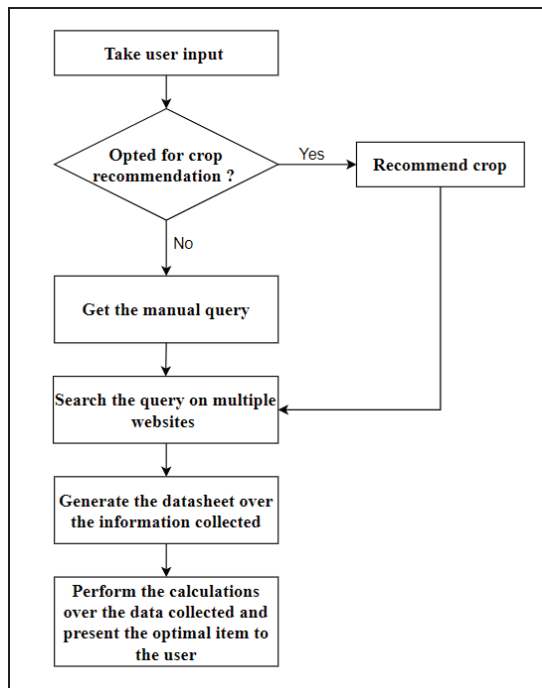 Take user input
Opted for crop
recommendation ?
Yes
Recommend crop
No
Get the manual query
Search the query on multiple
websites
Generate the datasheet over
the information collected
Perform the calculations
over the data collected and
present the optimal item to
the user